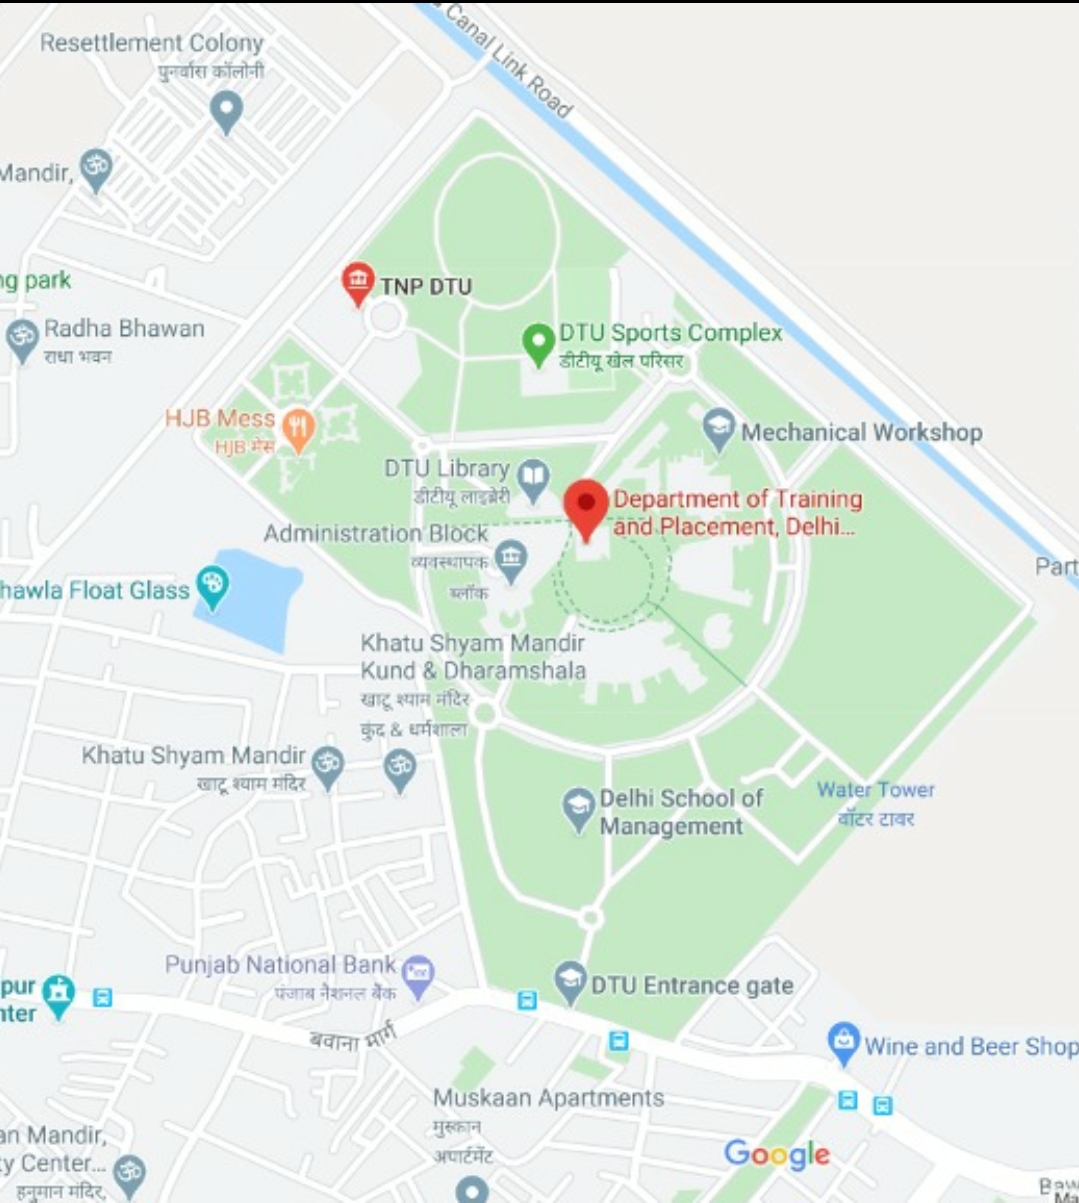 Canal Link Road
Resettlement Colony
पुनर्वास कॉलोनी
Mandir,
ng park
TNP DTU
Radha Bhawan
राधा भवन
DTU Sports Complex
डीटीयू खेल परिसर
HJB Mess
HJB मेस
Mechanical Workshop
DTU Library
डीटीयू लाइब्रेरी
Department of Training
and Placement, Delhi...
Administration Block
व्यवस्थापक
ब्लॉक
Part
hawla Float Glass
Khatu Shyam Mandir
Kund & Dharamshala
खाटू श्याम मंदिर
कुंद & धर्मशाला
Khatu Shyam Mandir
खाटू श्याम मंदिर
Delhi School of
Management
Water Tower
वॉटर टावर
Punjab National Bank
पंजाब नैशनल बैंक
DTU Entrance gate
pur
nter
बवाना मार्ग
Wine and Beer Shop
Muskaan Apartments
मुस्कान
अपार्टमेंट
an Mandir,
ty Center...
हनुमान मंदिर,
Google
Baw